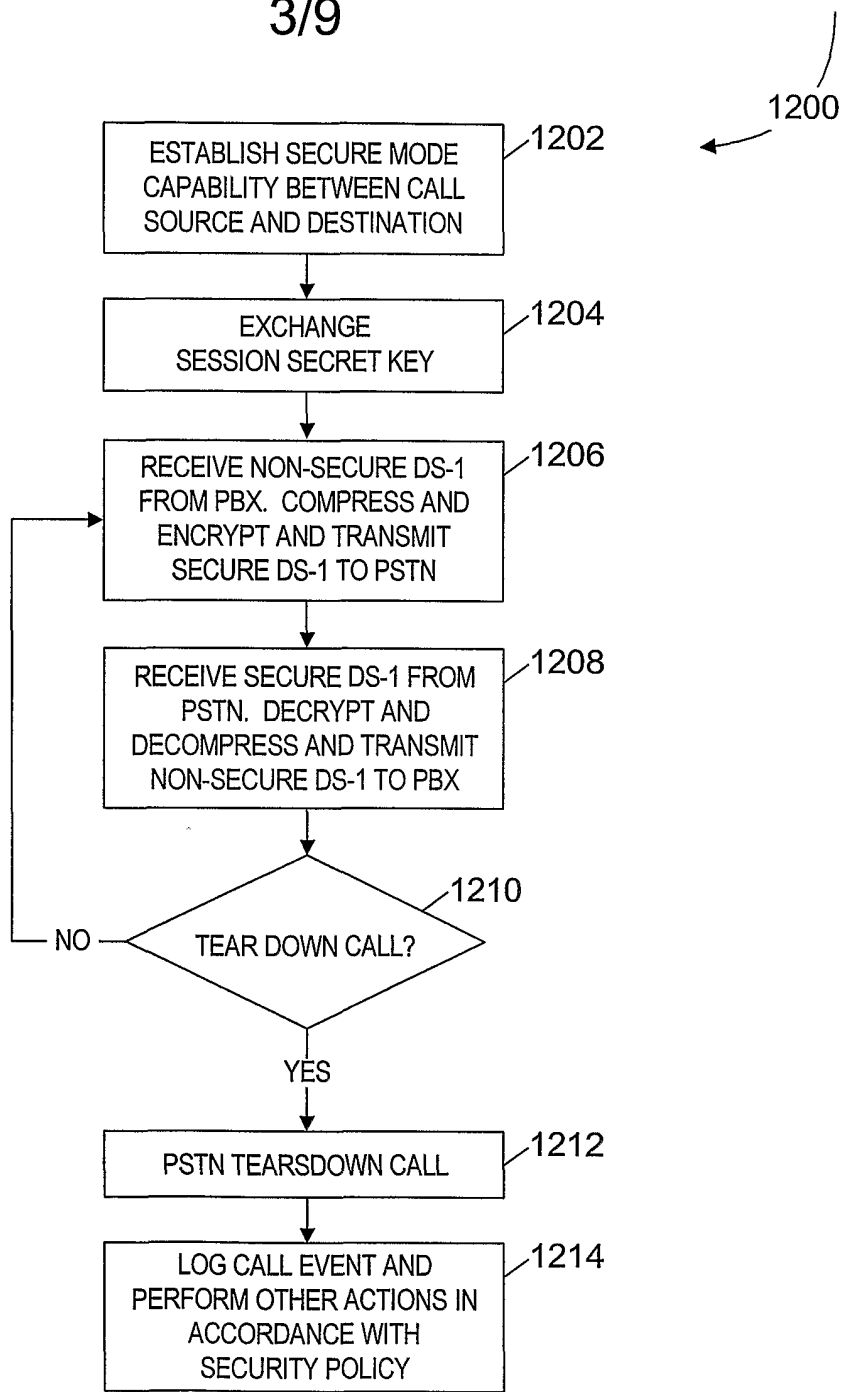 3/9
1200
ESTABLISH SECURE MODE
CAPABILITY BETWEEN CALL
SOURCE AND DESTINATION
1202
EXCHANGE
SESSION SECRET KEY
1204
RECEIVE NON-SECURE DS-1
FROM PBX. COMPRESS AND
ENCRYPT AND TRANSMIT
SECURE DS-1 TO PSTN
1206
RECEIVE SECURE DS-1 FROM
PSTN. DECRYPT AND
DECOMPRESS AND TRANSMIT
NON-SECURE DS-1 TO PBX
1208
TEAR DOWN CALL?
1210
NO
YES
PSTN TEARSDOWN CALL
1212
LOG CALL EVENT AND
PERFORM OTHER ACTIONS IN
ACCORDANCE WITH
SECURITY POLICY
1214